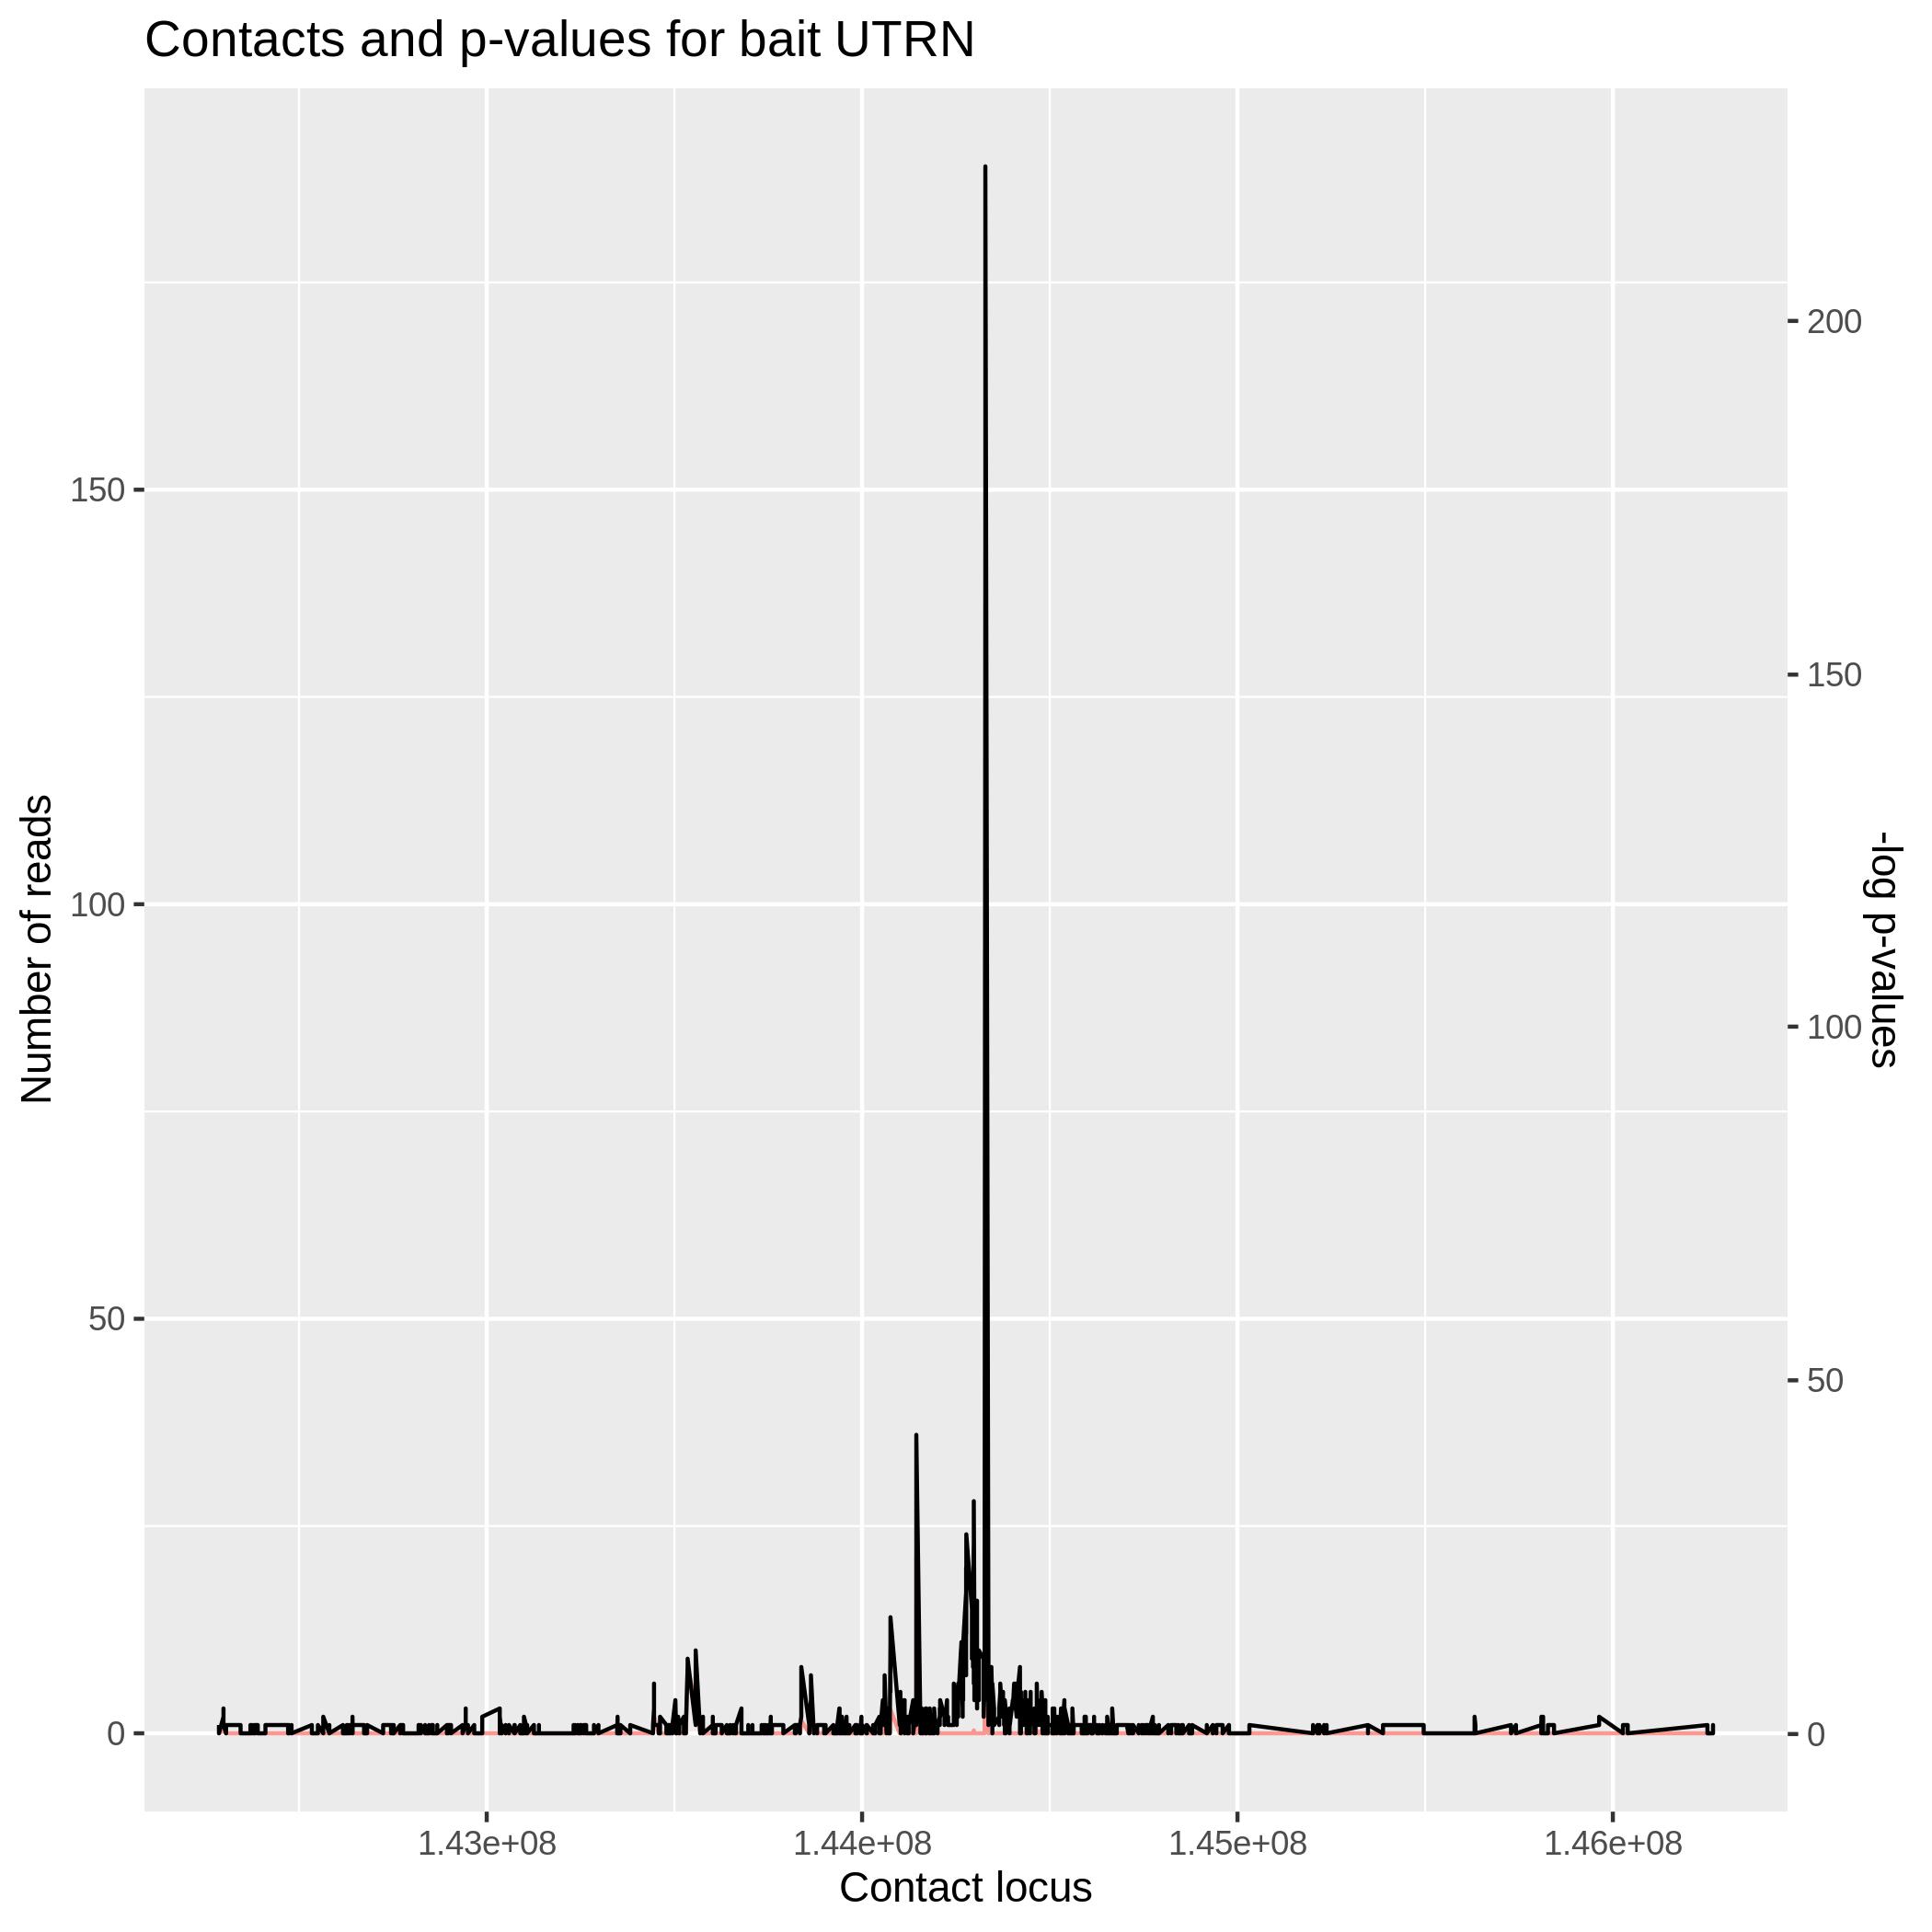 Contacts and p-values for bait UTRN
Number of reads
150
100
50
0
200
150
100
50
0
-log p-values
1.43e+08
1.44e+08
1.45e+08
1.46e+08
Contact locus